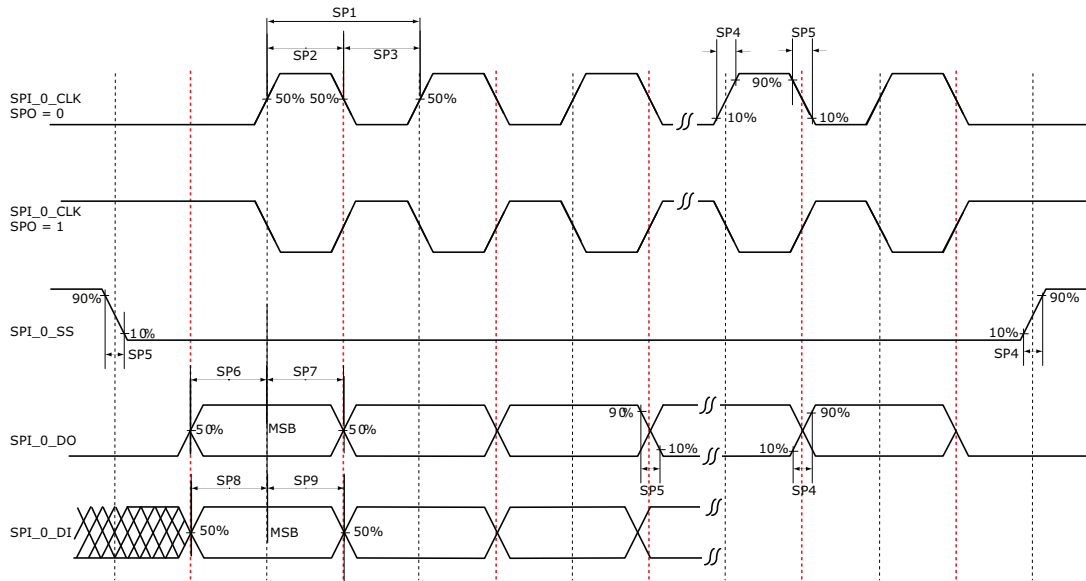 SP1
SP2 SP3
SP4 SP5
SPI_0_CLK
SPO = 0
50% 50% 50% 90%
10% 10%
SPI_0_CLK
SPO = 1
90% 90%
SPI_0_SS
10% 10%
SP5 SP4
SP6 SP7
SPI_0_DO
50% MSB 50% 90% 90%
10% 10%
SP5 SP4
SP8 SP9
SPI_0_DI
50% MSB 50%